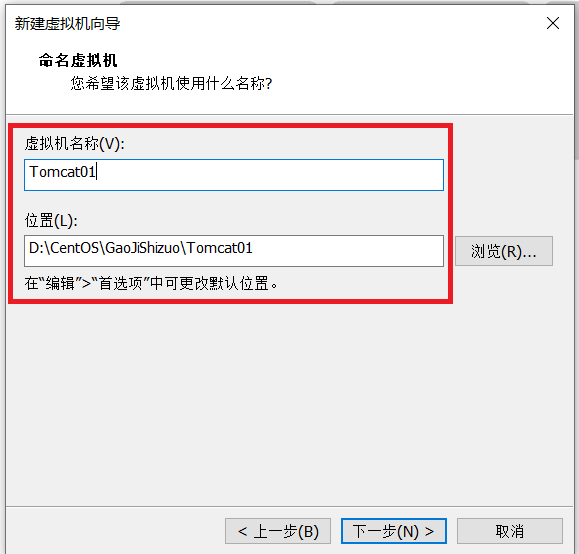 新建虚拟机向导
命名虚拟机
您希望该虚拟机使用什么名称?
虚拟机名称(V):
Tomcat01
位置(L):
D:\CentOS\GaoJiShizuo\Tomcat01
浏览(R)...
在“编辑”>“首选项”中可更改默认位置。
< 上一步(B)
下一步(N) >
取消